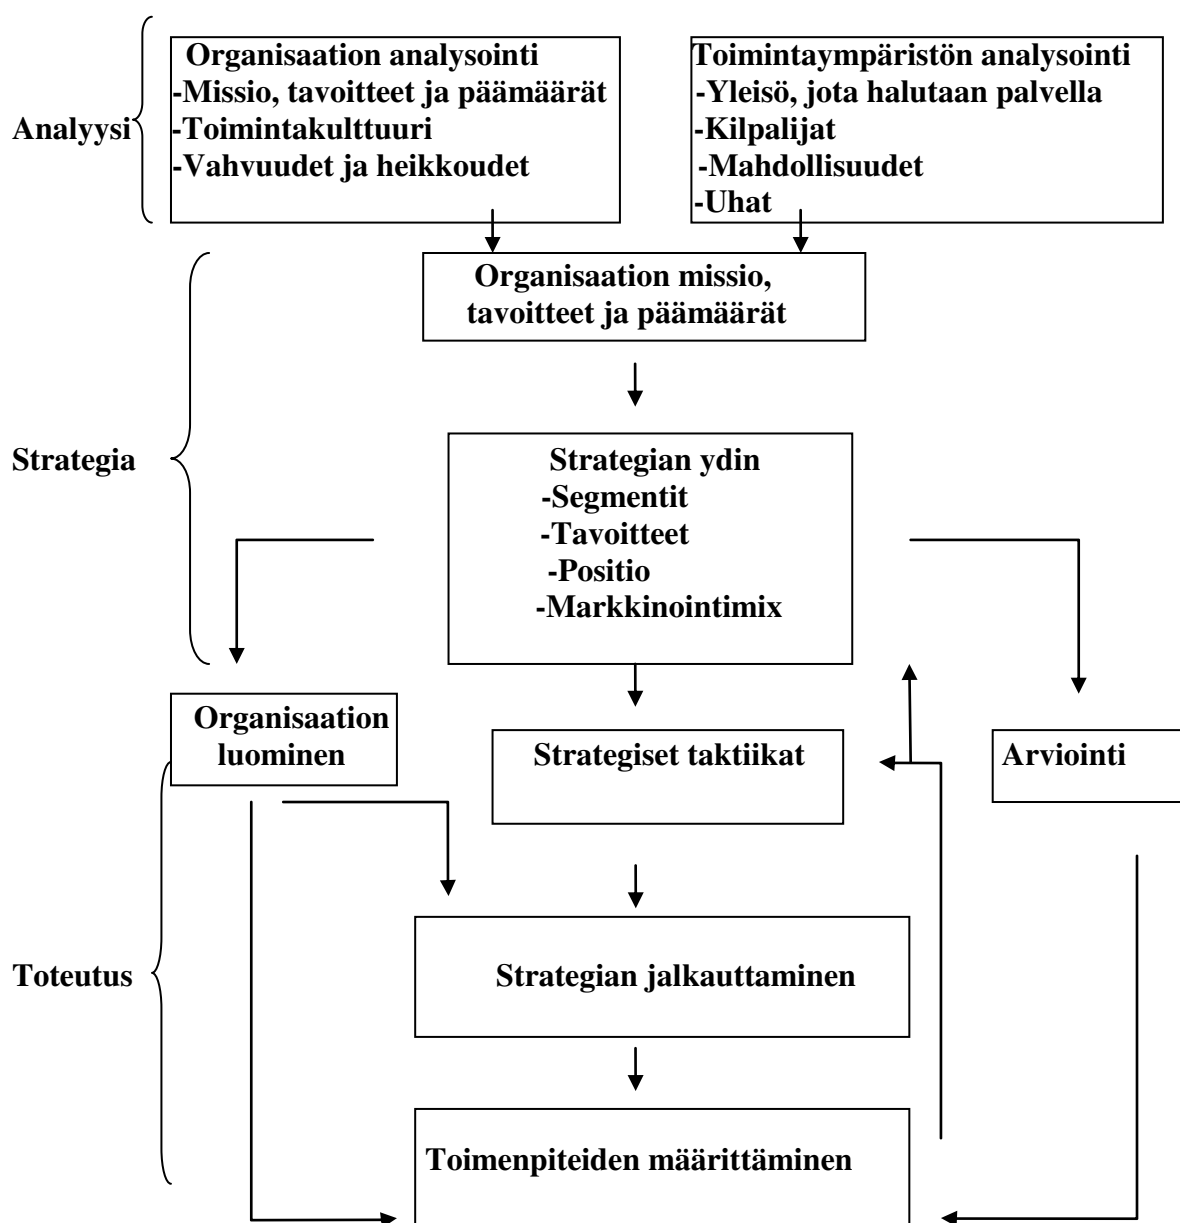 Organisaation analysointi
-Missio, tavoitteet ja päämäärät
-Toimintakulttuuri
-Vahvuudet ja heikkoudet
Toimintaympäristön analysointi
-Yleisö, jota halutaan palvella
-Kilpalijat
-Mahdollisuudet
-Uhat
Analyysi
Organisaation missio,
tavoitteet ja päämäärät
Strategia
Strategian ydin
-Segmentit
-Tavoitteet
-Positio
-Markkinointimix
Organisaation
luominen
Strategiset taktiikat
Arviointi
Strategian jalkauttaminen
Toteutus
Toimenpiteiden määrittäminen